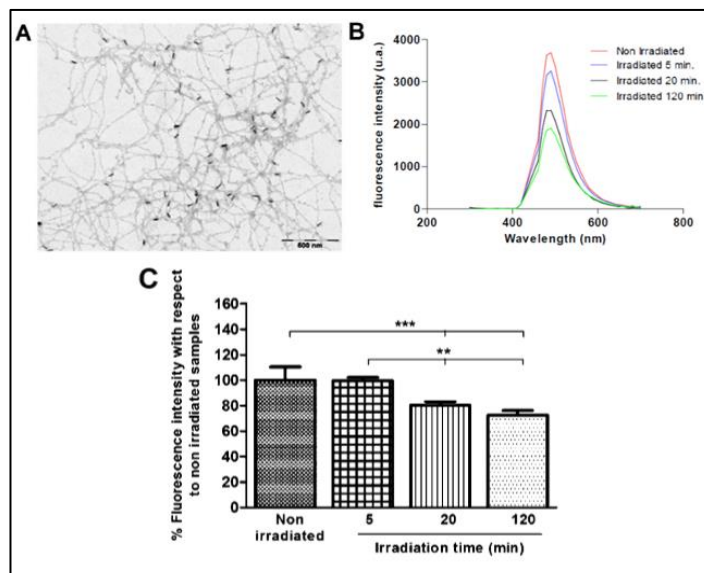 A
500 nm
B
fluorescence intensity (u.a.)
4000
3000
2000
1000
0
200
400
600
800
Wavelength (nm)
Non Irradiated
Irradiated 5 min.
Irradiated 20 min.
Irradiated 120 min
C
% Fluorescence intensity with respect
to non irradiated samples
160
140
120
100
80
60
40
20
0
***
**
Non
irradiated
5
20
120
Irradiation time (min)